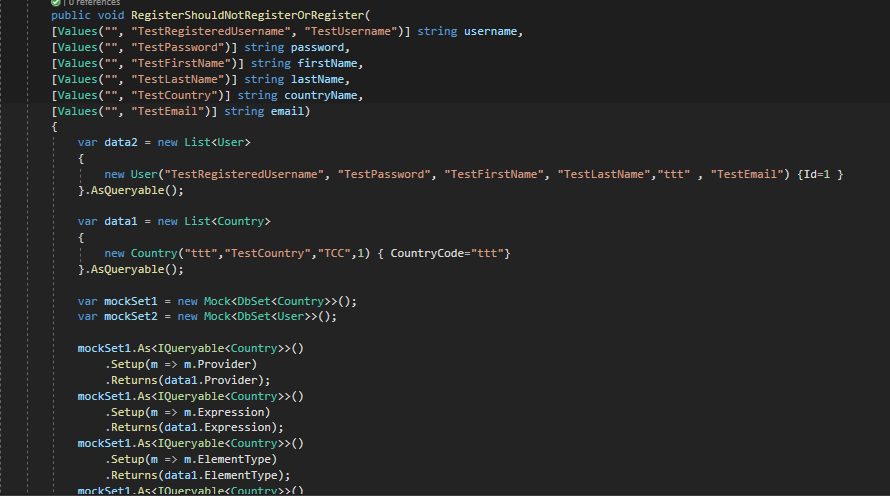 0 references
public void RegisterShouldNotRegisterOrRegister(
[Values("", "TestRegisteredUsername", "TestUsername")] string username,
[Values("", "TestPassword")] string password,
[Values("", "TestFirstName")] string firstName,
[Values("", "TestLastName")] string lastName,
[Values("", "TestCountry")] string countryName,
[Values("", "TestEmail")] string email)
{
var data2 = new List<User>
{
new User("TestRegisteredUsername", "TestPassword", "TestFirstName", "TestLastName","ttt" , "TestEmail") {Id=1 }
}.AsQueryable();
var data1 = new List<Country>
{
new Country("ttt","TestCountry","TCC",1) { CountryCode="ttt"}
}.AsQueryable();
var mockSet1 = new Mock<DbSet<Country>>();
var mockSet2 = new Mock<DbSet<User>>();
mockSet1.As<IQueryable<Country>>()
.Setup(m => m.Provider)
.Returns(data1.Provider);
mockSet1.As<IQueryable<Country>>()
.Setup(m => m.Expression)
.Returns(data1.Expression);
mockSet1.As<IQueryable<Country>>()
.Setup(m => m.ElementType)
.Returns(data1.ElementType);
mockSet1.As<IQueryable<Country>>()